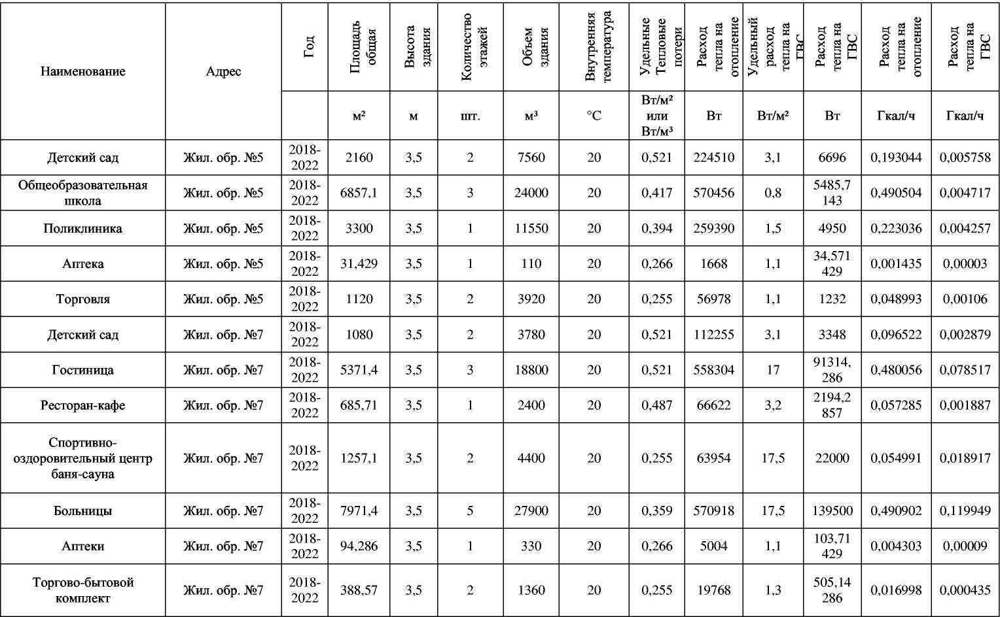 Наименование
Адрес
Год
Площадь
общая
Высота
здания
Количество
этажей
Объем
здания
Внутренняя
температура
Удельные
Тепловые
потери
Расход
тепла на
отопление
Удельный
расход
тепла на
ГВС
Расход
тепла на
ГВС
Расход
тепла на
отопление
Расход
тепла на
ГВС
м²
м
шт.
м³
°С
Вт/м²
или
Вт/м³
Вт
Вт/м²
Вт
Гкал/ч
Гкал/ч
Детский сад Жил. обр. №5 2018-
2022 2160 3,5 2 7560 20 0,521 224510 3,1 6696 0,193044 0,005758
Общеобразовательная
школа Жил. обр. №5 2018-
2022 6857,1 3,5 3 24000 20 0,417 570456 0,8 5485,7
143 0,490504 0,004717
Поликлиника Жил. обр. №5 2018-
2022 3300 3,5 1 11550 20 0,394 259390 1,5 4950 0,223036 0,004257
Аптека Жил. обр. №5 2018-
2022 31,429 3,5 1 110 20 0,266 1668 1,1 34,571
429 0,001435 0,00003
Торговля Жил. обр. №5 2018-
2022 1120 3,5 2 3920 20 0,255 56978 1,1 1232 0,048993 0,00106
Детский сад Жил. обр. №7 2018-
2022 1080 3,5 2 3780 20 0,521 112255 3,1 3348 0,096522 0,002879
Гостиница Жил. обр. №7 2018-
2022 5371,4 3,5 3 18800 20 0,521 558304 17 91314,
286 0,480056 0,078517
Ресторан-кафе Жил. обр. №7 2018-
2022 685,71 3,5 1 2400 20 0,487 66622 3,2 2194,2
857 0,057285 0,001887
Спортивно-
оздоровительный центр
баня-сауна Жил. обр. №7 2018-
2022 1257,1 3,5 2 4400 20 0,255 63954 17,5 22000 0,054991 0,018917
Больницы Жил. обр. №7 2018-
2022 7971,4 3,5 5 27900 20 0,359 570918 17,5 139500 0,490902 0,119949
Аптеки Жил. обр. №7 2018-
2022 94,286 3,5 1 330 20 0,266 5004 1,1 103,71
429 0,004303 0,00009
Торгово-бытовой
комплект Жил. обр. №7 2018-
2022 388,57 3,5 2 1360 20 0,255 19768 1,3 505,14
286 0,016998 0,000435